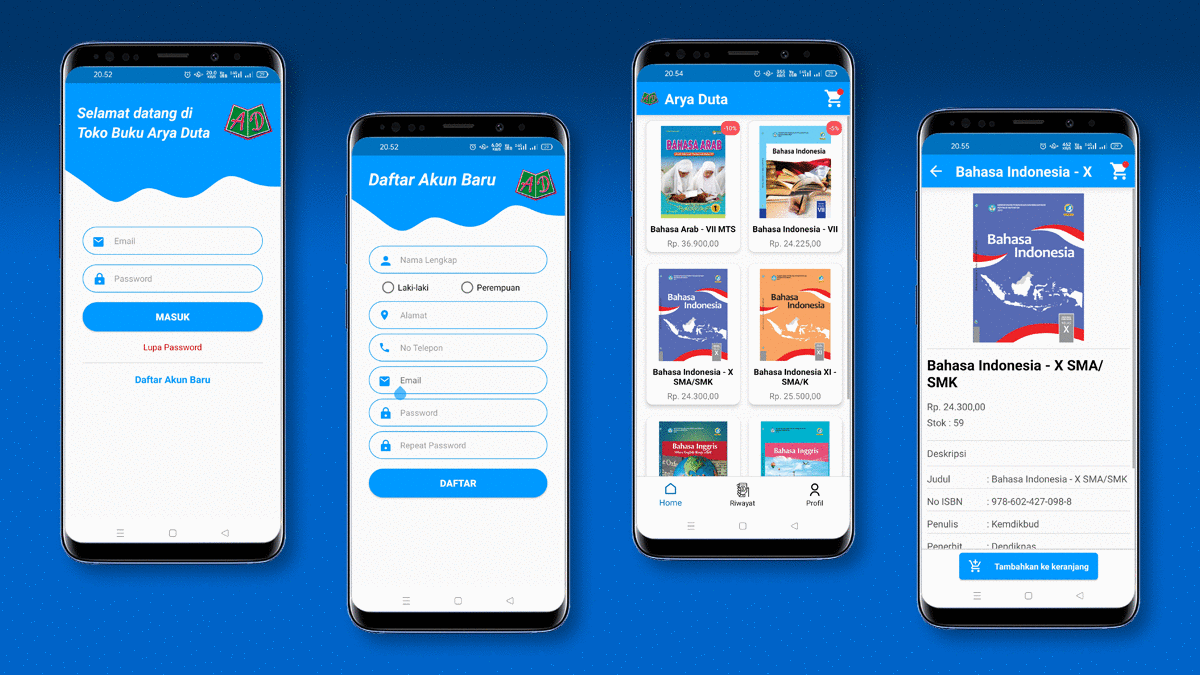 20.52
Selamat datang di
Toko Buku Arya Duta
AD
Email
Password
MASUK
Lupa Password
Daftar Akun Baru
20.52
Daftar Akun Baru
AD
Nama Lengkap
Laki-laki
Perempuan
Alamat
No Telepon
Email
Password
Repeat Password
DAFTAR
20.54
Arya Duta
-10%
BAHASA ARAB
Bahasa Arab - VII MTS
Rp. 36.900,00
-5%
Bahasa Indonesia
VII
Bahasa Indonesia - VII
Rp. 24.225,00
Bahasa
Indonesia
X
Bahasa Indonesia - X
SMA/SMK
Rp. 24.300,00
Bahasa
Indonesia
XI
Bahasa Indonesia XI -
SMA/K
Rp. 25.500,00
Bahasa Inggris
Bahasa Inggris
Home
Riwayat
Profil
20.55
Bahasa Indonesia - X
Bahasa
Indonesia
X
Bahasa Indonesia - X SMA/
SMK
Rp. 24.300,00
Stok : 59
Deskripsi
Judul : Bahasa Indonesia - X SMA/SMK
No ISBN : 978-602-427-098-8
Penulis : Kemdikbud
Penerbit : Depdiknas
Tambahkan ke keranjang